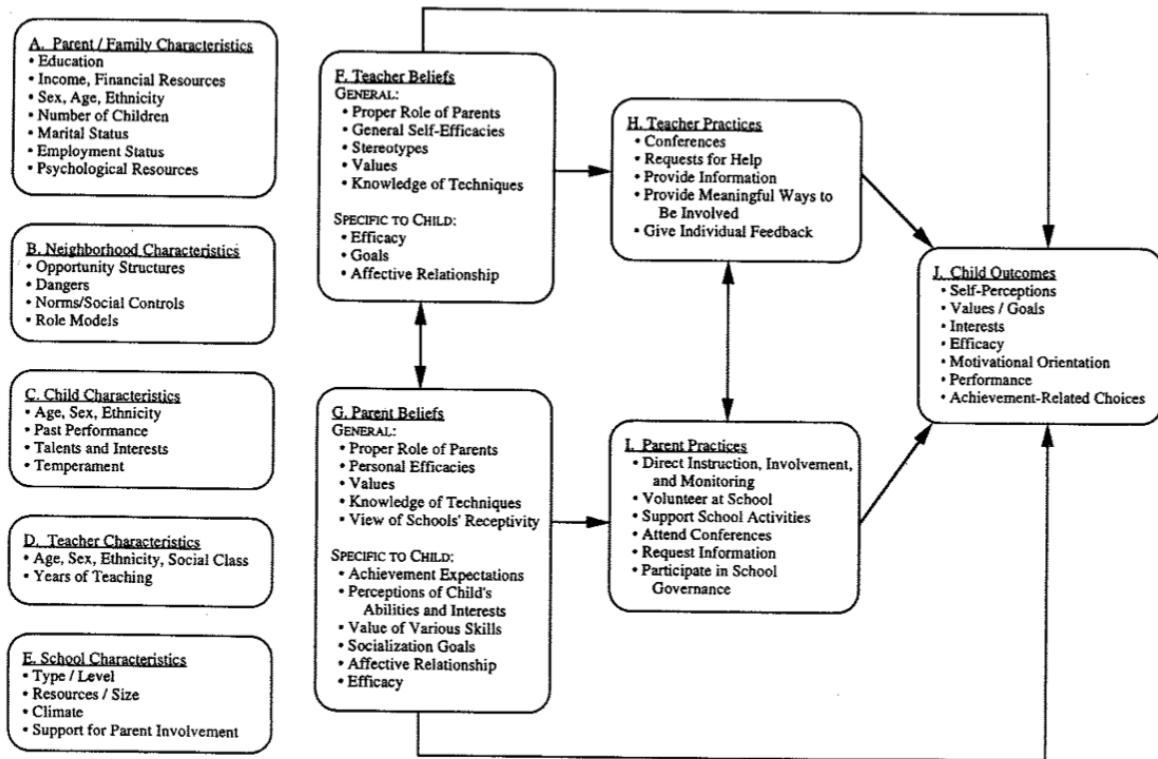 A. Parent / Family Characteristics
• Education
• Income, Financial Resources
• Sex, Age, Ethnicity
• Number of Children
• Marital Status
• Employment Status
• Psychological Resources
B. Neighborhood Characteristics
• Opportunity Structures
• Dangers
• Norms/Social Controls
• Role Models
C. Child Characteristics
• Age, Sex, Ethnicity
• Past Performance
• Talents and Interests
• Temperament
D. Teacher Characteristics
• Age, Sex, Ethnicity, Social Class
• Years of Teaching
E. School Characteristics
• Type / Level
• Resources / Size
• Climate
• Support for Parent Involvement
F. Teacher Beliefs
GENERAL:
• Proper Role of Parents
• General Self-Efficacies
• Stereotypes
• Values
• Knowledge of Techniques
SPECIFIC TO CHILD:
• Efficacy
• Goals
• Affective Relationship
G. Parent Beliefs
GENERAL:
• Proper Role of Parents
• Personal Efficacies
• Values
• Knowledge of Techniques
• View of Schools' Receptivity
SPECIFIC TO CHILD:
• Achievement Expectations
• Perceptions of Child's
Abilities and Interests
• Value of Various Skills
• Socialization Goals
• Affective Relationship
• Efficacy
H. Teacher Practices
• Conferences
• Requests for Help
• Provide Information
• Provide Meaningful Ways to
Be Involved
• Give Individual Feedback
I. Parent Practices
• Direct Instruction, Involvement,
and Monitoring
• Volunteer at School
• Support School Activities
• Attend Conferences
• Request Information
• Participate in School
Governance
J. Child Outcomes
• Self-Perceptions
• Values / Goals
• Interests
• Efficacy
• Motivational Orientation
• Performance
• Achievement-Related Choices